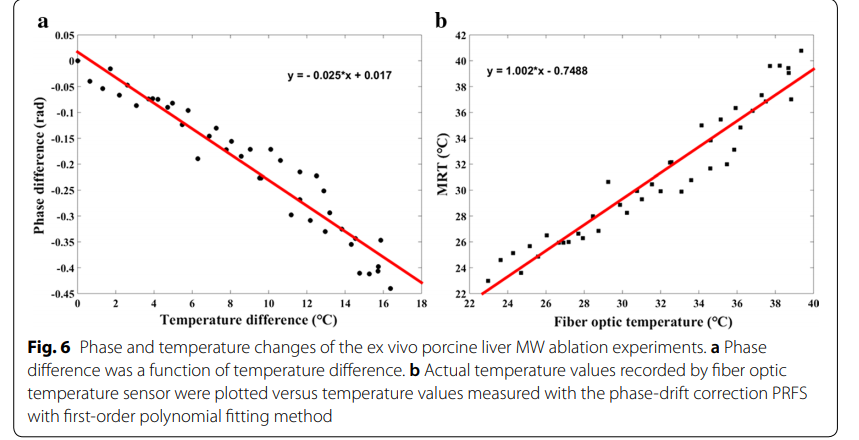 a
0.05
0
-0.05
-0.1
-0.15
-0.2
-0.25
-0.3
-0.35
-0.4
-0.45
Phase difference (rad)
y = - 0.025*x + 0.017
0 2 4 6 8 10 12 14 16 18
Temperature difference (°C)
b
42
40
38
36
34
32
30
28
26
24
22
MRT (°C)
y = 1.002*x - 0.7488
22 24 26 28 30 32 34 36 38 40
Fiber optic temperature (°C)
Fig. 6 Phase and temperature changes of the ex vivo porcine liver MW ablation experiments. a Phase
difference was a function of temperature difference. b Actual temperature values recorded by fiber optic
temperature sensor were plotted versus temperature values measured with the phase-drift correction PRFS
with first-order polynomial fitting method